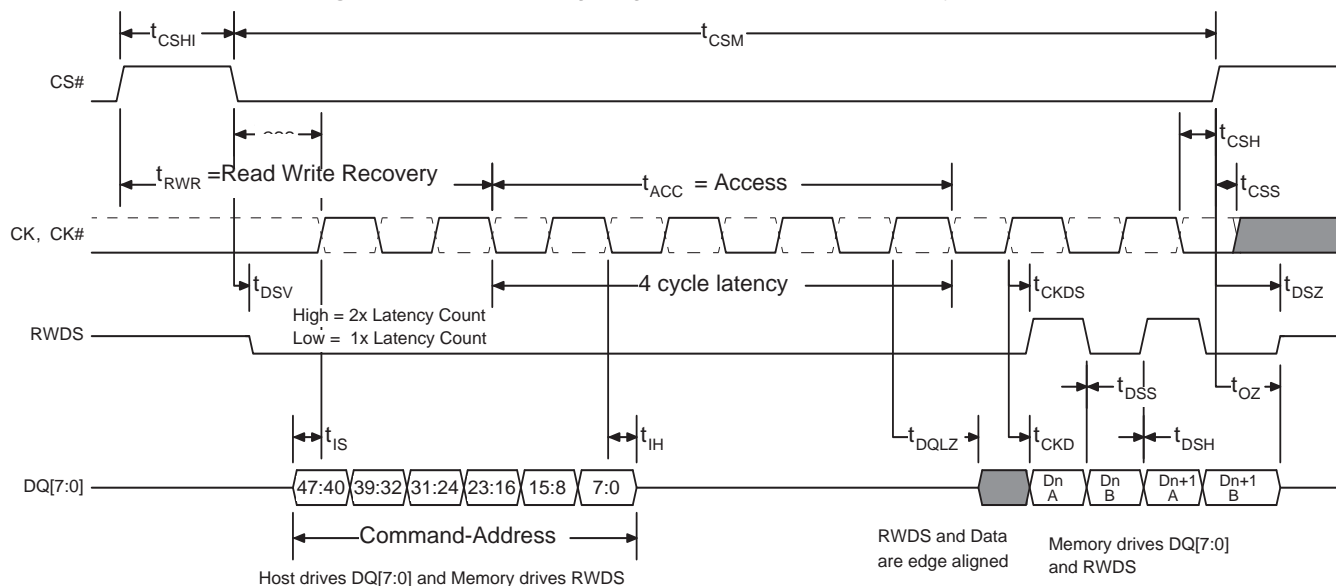 tCSHI
tCSM
CS#
tCSH
tRWR =Read Write Recovery
tACC = Access
tCSS
CK, CK#
tDSV
4 cycle latency
tCKDS
tDSZ
High = 2x Latency Count
Low = 1x Latency Count
RWDS
tDSS
tOZ
tIS
tIH
tDQLZ
tCKD
tDSH
DQ[7:0]
47:40 39:32 31:24 23:16 15:8 7:0
Dn A
Dn B
Dn+1 A
Dn+1 B
Command-Address
RWDS and Data
are edge aligned
Memory drives DQ[7:0]
and RWDS
Host drives DQ[7:0] and Memory drives RWDS